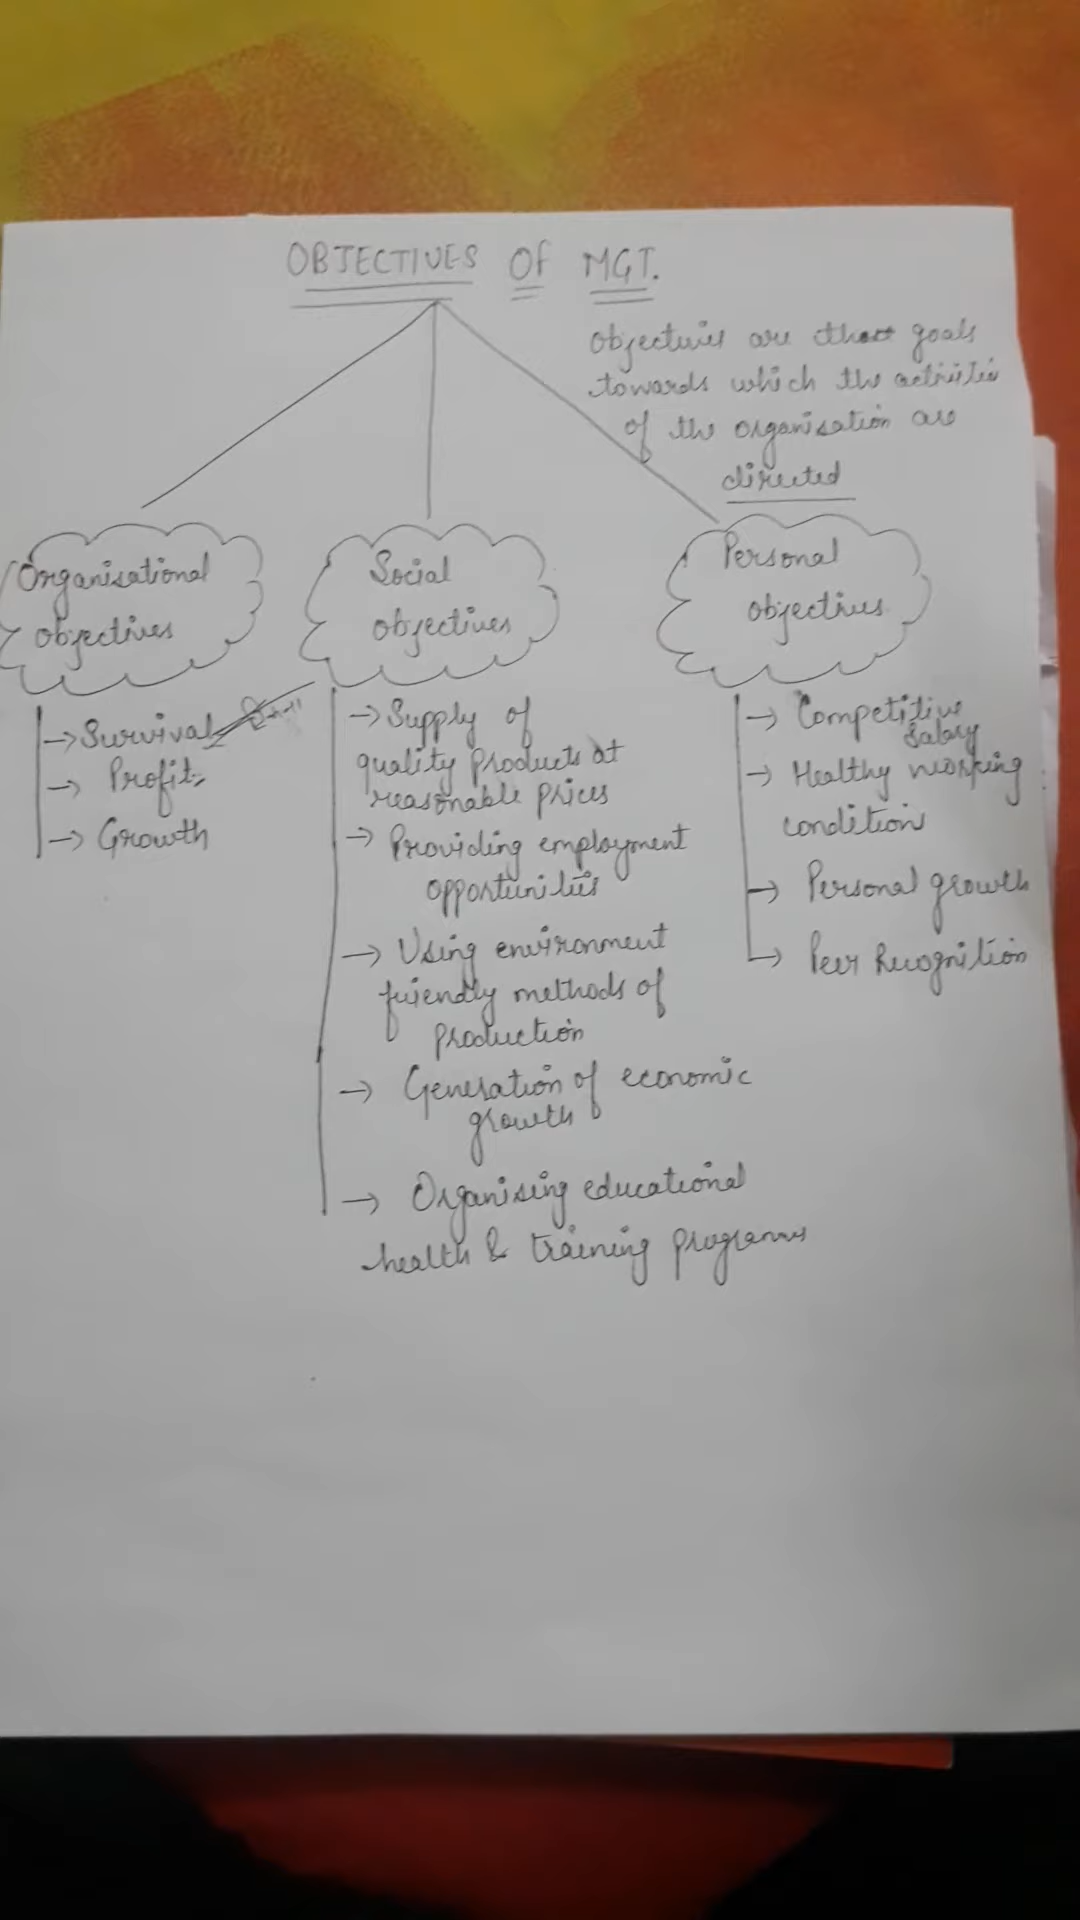 OBJECTIVES OF MGT.
Objectives are that goals
towards which the activities
of the organisation are
directed
Organisational
objectives
→ Survival
→ Profit
→ Growth
Social
objectives
→ Supply of
quality products at
reasonable prices
→ Providing employment
opportunities
→ Using environment
friendly methods of
production
→ Generation of economic
growth
→ Organising educational
health & training programs
Personal
objectives
→ Competitive
salary
→ Healthy working
condition
→ Personal growth
→ Peer Recognition